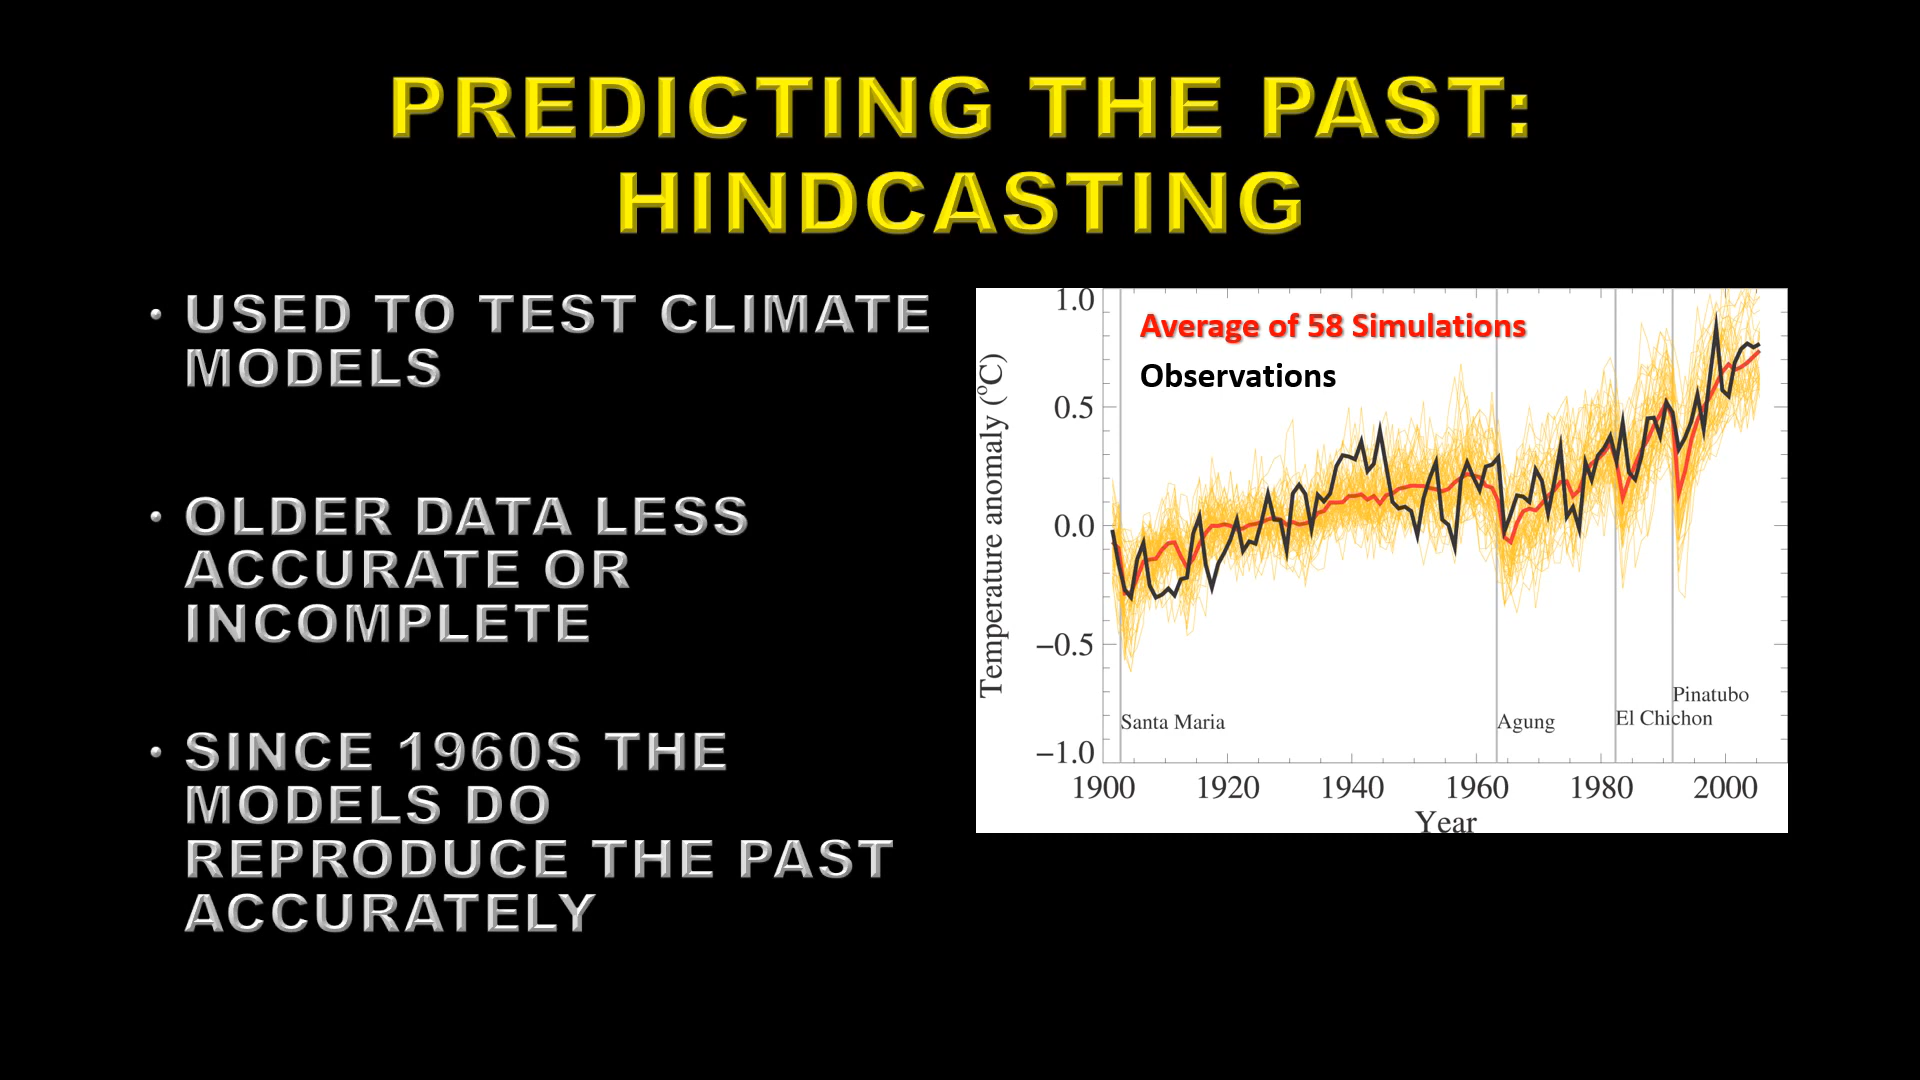 PREDICTING THE PAST:
HINDCASTING
• USED TO TEST CLIMATE
MODELS
• OLDER DATA LESS
ACCURATE OR
INCOMPLETE
• SINCE 1960S THE
MODELS DO
REPRODUCE THE PAST
ACCURATELY
Average of 58 Simulations
Observations
Temperature anomaly (°C)
1.0
0.5
0.0
−0.5
−1.0
Santa Maria
Agung
Pinatubo
El Chichon
1900 1920 1940 1960 1980 2000
Year